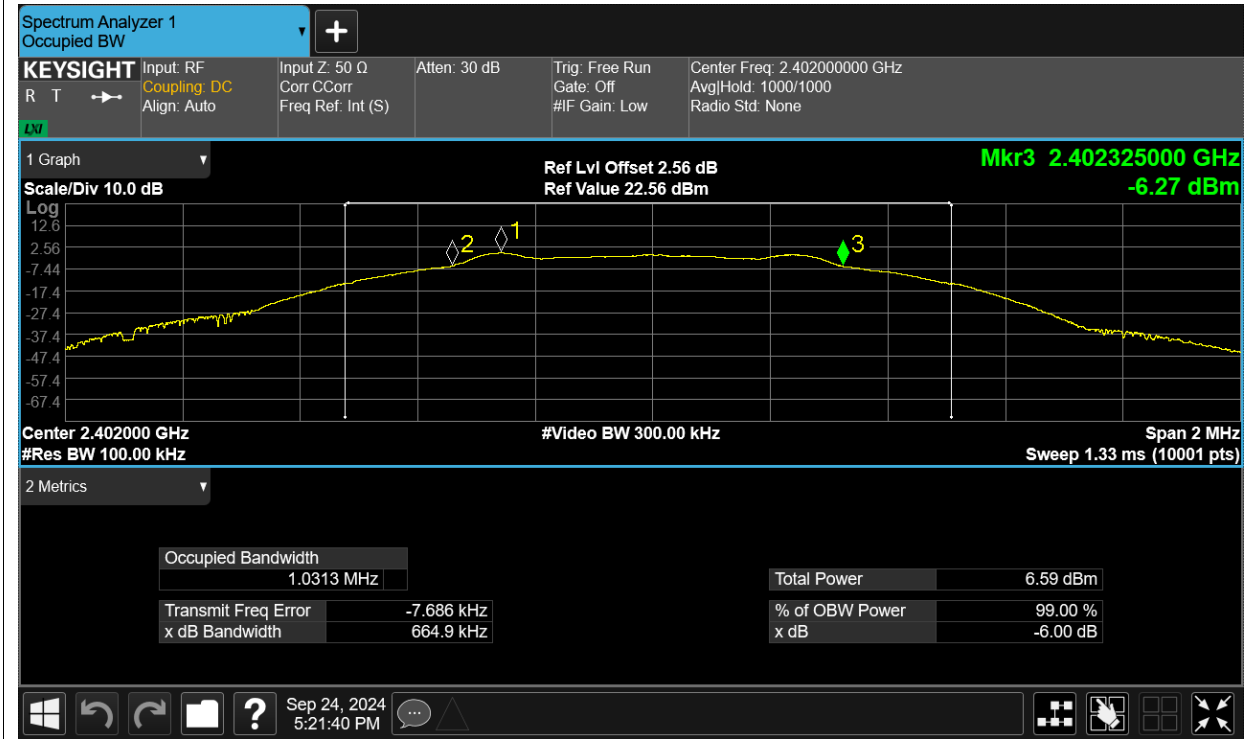 Spectrum Analyzer 1
Occupied BW
KEYSIGHT Input: RF Input Z: 50 Ω Atten: 30 dB Trig: Free Run Center Freq: 2.402000000 GHz
R T Coupling: DC Corr CCorr Gate: Off Avg|Hold: 1000/1000
Align: Auto Freq Ref: Int (S) #IF Gain: Low Radio Std: None
LXI
1 Graph Ref Lvl Offset 2.56 dB Mkr3 2.402325000 GHz
Scale/Div 10.0 dB Ref Value 22.56 dBm -6.27 dBm
Log
12.6
2.56
-7.44
-17.4
-27.4
-37.4
-47.4
-57.4
-67.4
2 1 3
Center 2.402000 GHz #Video BW 300.00 kHz Span 2 MHz
#Res BW 100.00 kHz Sweep 1.33 ms (10001 pts)
2 Metrics
Occupied Bandwidth
1.0313 MHz Total Power 6.59 dBm
Transmit Freq Error -7.686 kHz % of OBW Power 99.00 %
x dB Bandwidth 664.9 kHz x dB -6.00 dB
? Sep 24, 2024
5:21:40 PM